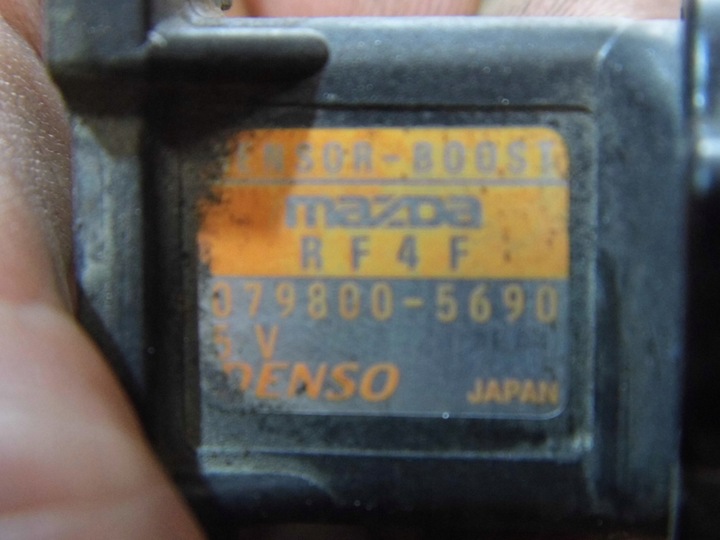 SENSOR-BOOST
mazda
RF4F
079800-5690
5V
DENSO JAPAN